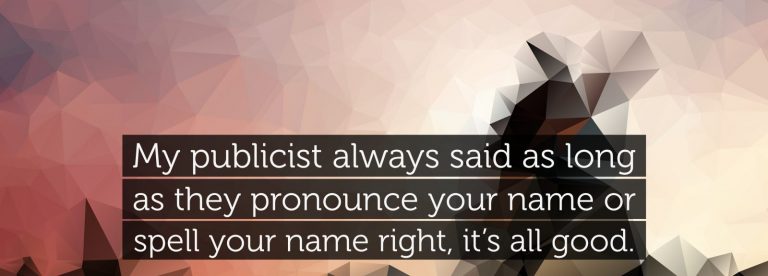 My publicist always said as long
as they pronounce your name or
spell your name right, it’s all good.